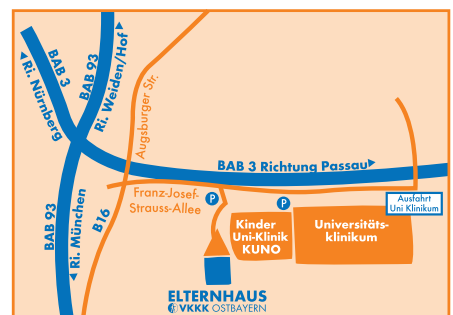 BAB 3
Ri. Nürnberg
BAB 93
Ri. Weiden/Hof
Augsburger Str.
BAB 3 Richtung Passau
Franz-Josef-
Strauss-Allee
P
P
Ausfahrt
Uni Klinikum
B16
BAB 93
Ri. München
Kinder
Uni-Klinik
KUNO
Universitäts-
klinikum
ELTERNHAUS
VKKK OSTBAYERN